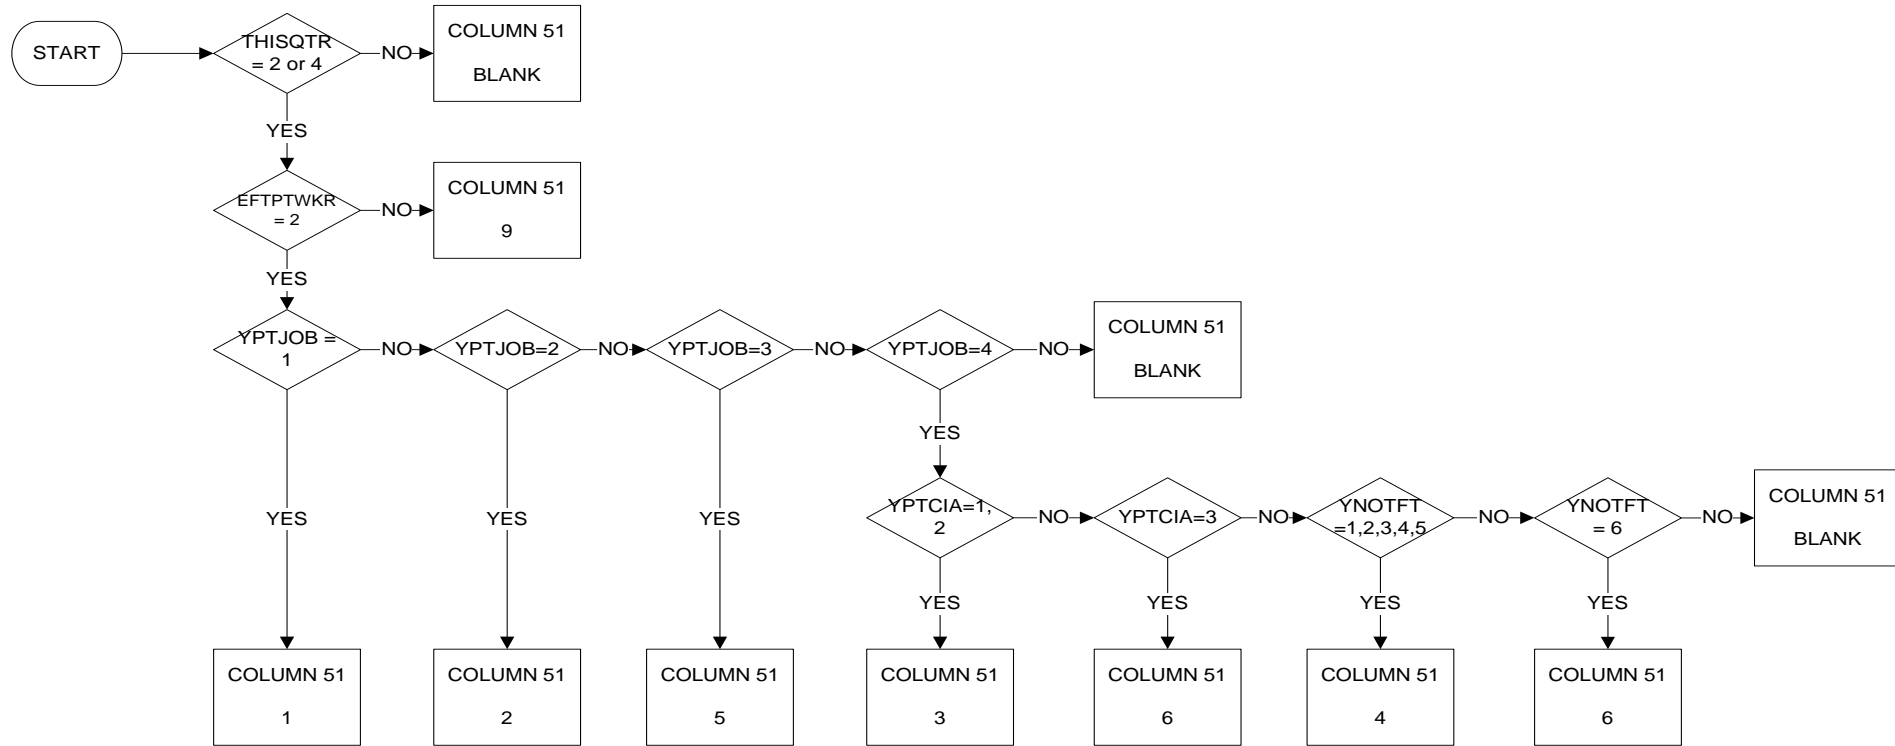 START
THISQTR
= 2 or 4
NO
COLUMN 51
BLANK
YES
EFTPTWKR
= 2
NO
COLUMN 51
9
YES
YPTJOB =
1
NO
YPTJOB=2
NO
YPTJOB=3
NO
YPTJOB=4
NO
COLUMN 51
BLANK
YES
YES
YES
YES
YPTCIA=1,
2
NO
YPTCIA=3
NO
YNOTFT
=1,2,3,4,5
NO
YNOTFT
= 6
NO
COLUMN 51
BLANK
YES
YES
YES
YES
COLUMN 51
1
COLUMN 51
2
COLUMN 51
5
COLUMN 51
3
COLUMN 51
6
COLUMN 51
4
COLUMN 51
6